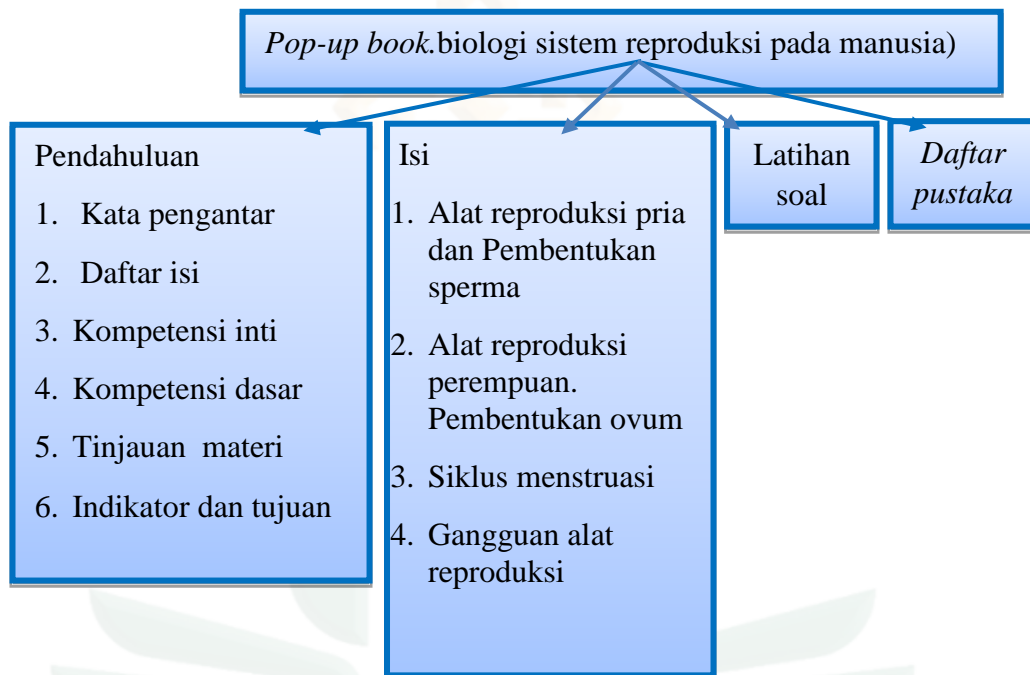 Pop-up book.biologi sistem reproduksi pada manusia)
Pendahuluan
1. Kata pengantar
2. Daftar isi
3. Kompetensi inti
4. Kompetensi dasar
5. Tinjauan materi
6. Indikator dan tujuan
Isi
1. Alat reproduksi pria
dan Pembentukan
sperma
2. Alat reproduksi
perempuan.
Pembentukan ovum
3. Siklus menstruasi
4. Gangguan alat
reproduksi
Latihan
soal
Daftar
pustaka